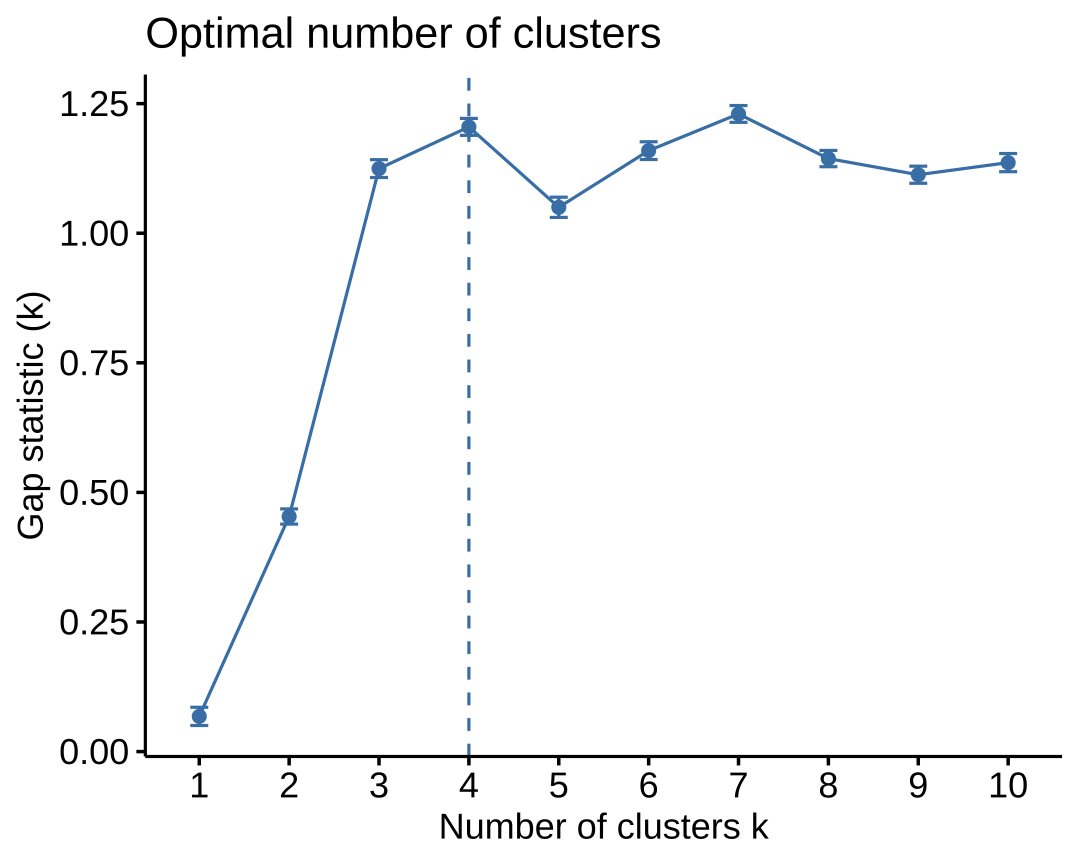 Optimal number of clusters
Gap statistic (k)
1.25
1.00
0.75
0.50
0.25
0.00
1 2 3 4 5 6 7 8 9 10
Number of clusters k